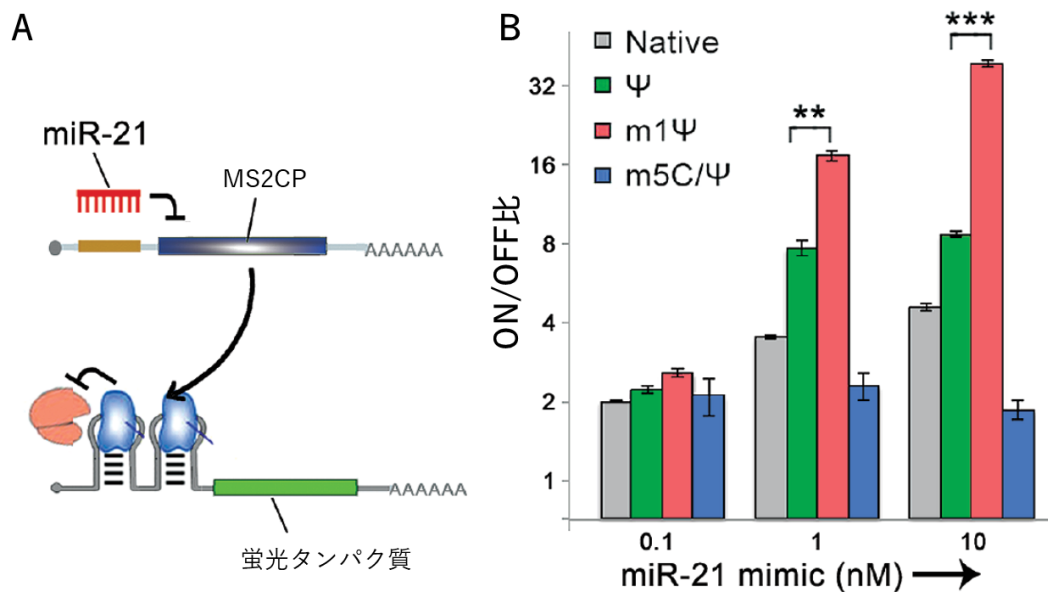 A
miR-21
MS2CP
AAAAAA
AAAAAA
蛍光タンパク質
B
Native
Ψ
m1Ψ
m5C/Ψ
**
***
ON/OFF比
32
16
8
4
2
1
0.1 1 10
miR-21 mimic (nM)